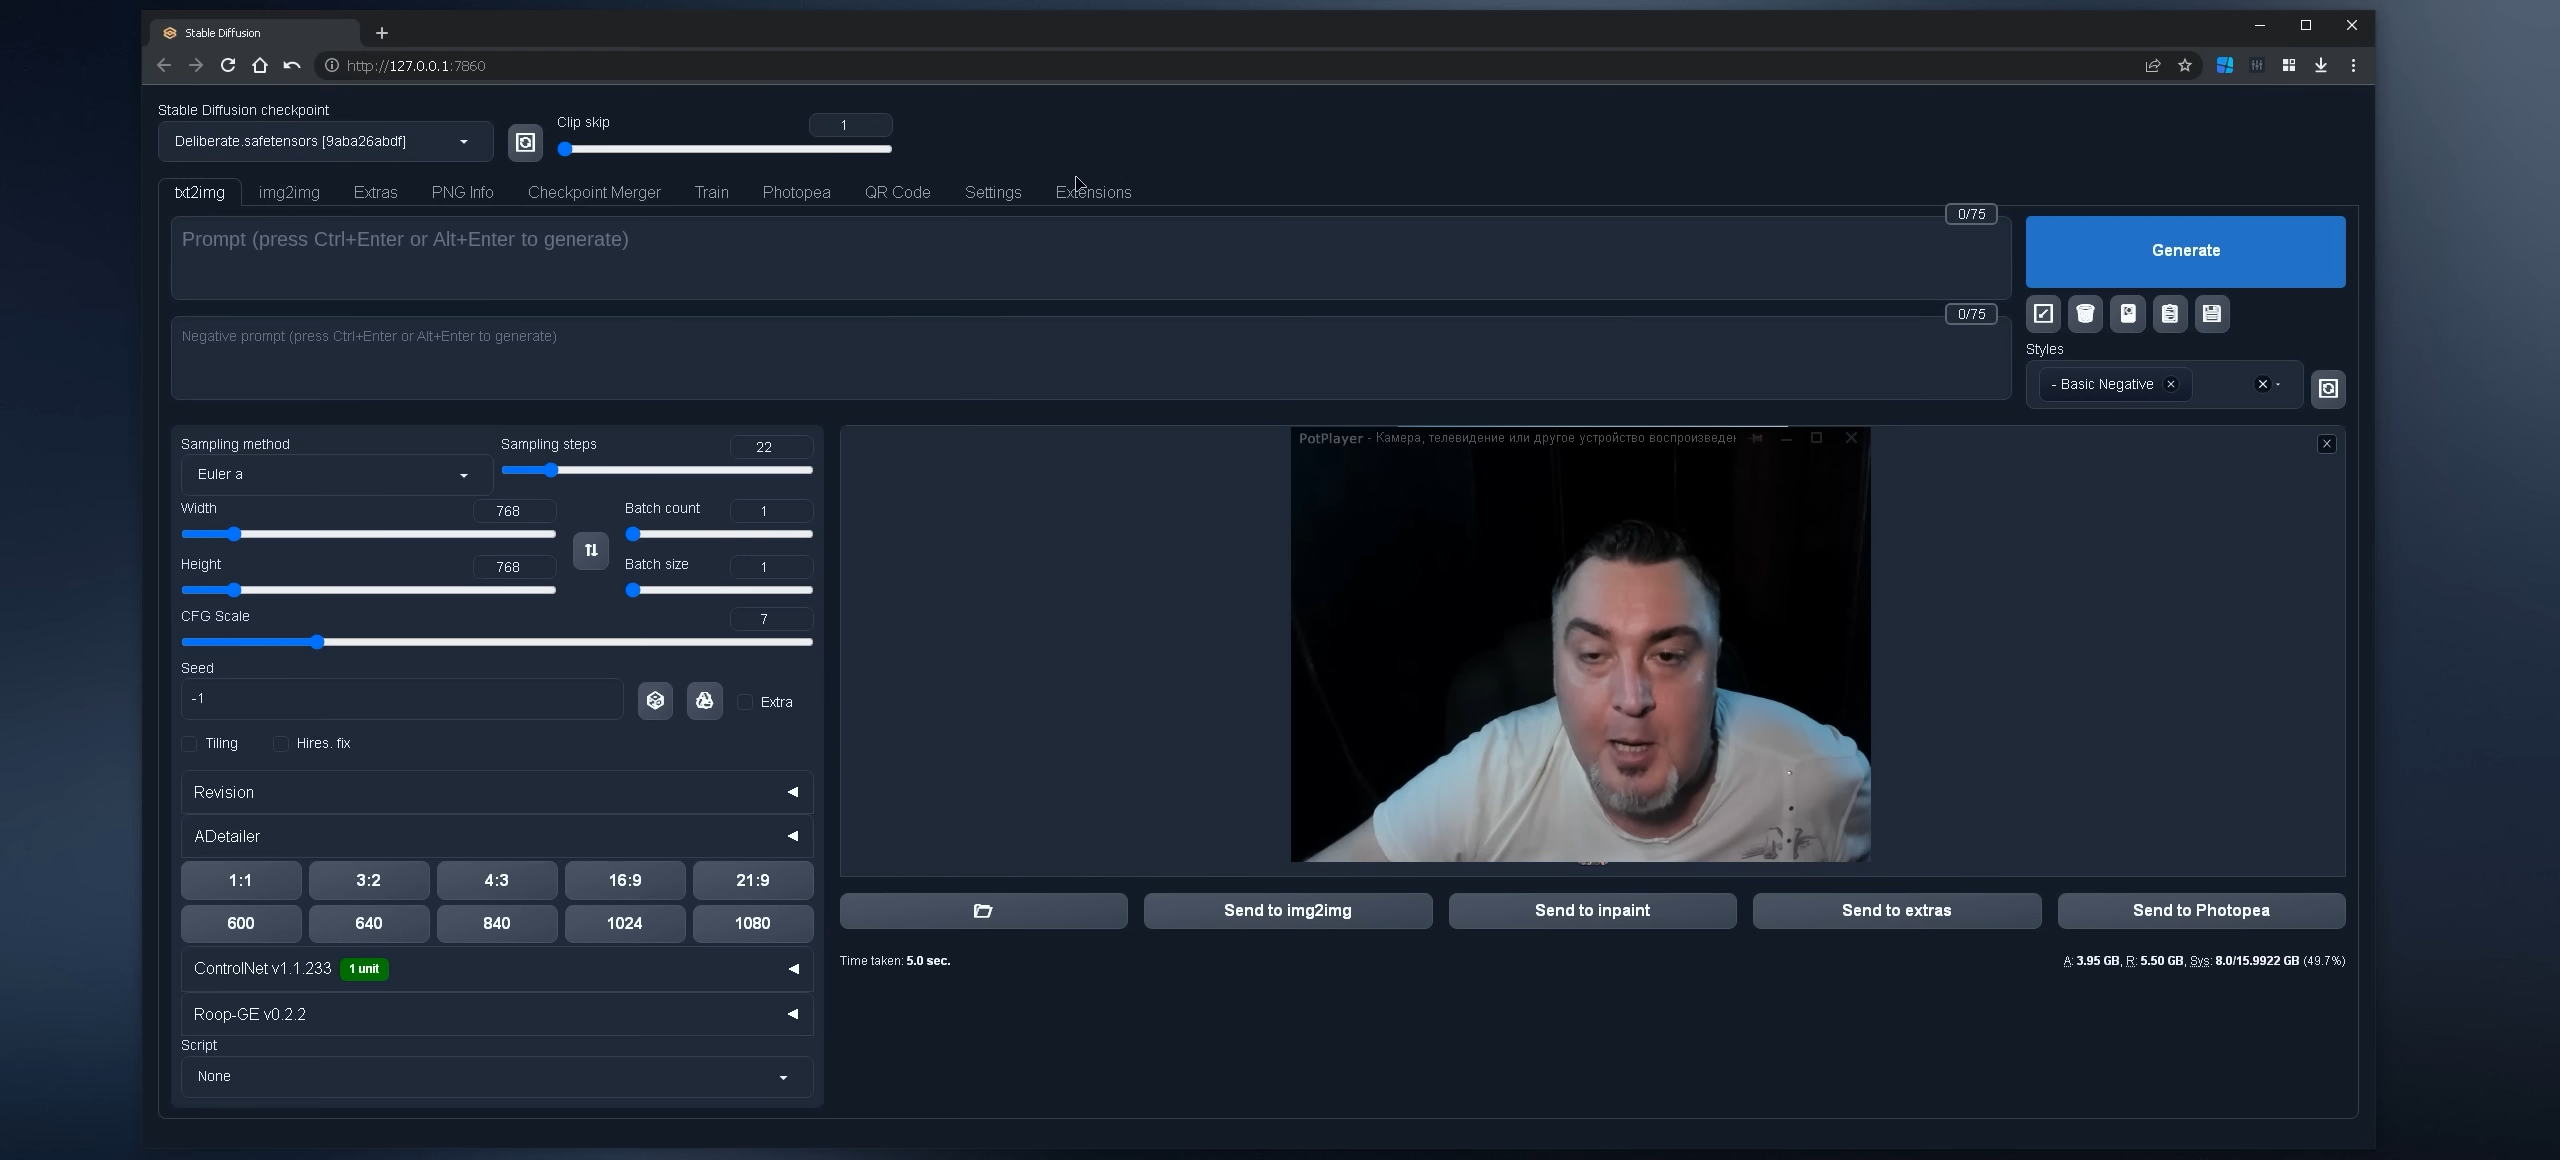 Stable Diffusion
http://127.0.0.1:7860
Stable Diffusion checkpoint
Deliberate.safetensors [9aba26abdf]
Clip skip
1
txt2img
img2img
Extras
PNG Info
Checkpoint Merger
Train
Photopea
QR Code
Settings
Extensions
0/75
Prompt (press Ctrl+Enter or Alt+Enter to generate)
Generate
0/75
Negative prompt (press Ctrl+Enter or Alt+Enter to generate)
Styles
- Basic Negative
Sampling method
Euler a
Sampling steps
22
Width
768
Batch count
1
Height
768
Batch size
1
CFG Scale
7
Seed
-1
Extra
Tiling
Hires. fix
Revision
ADetailer
1:1
3:2
4:3
16:9
21:9
600
640
840
1024
1080
ControlNet v1.1.233
1 unit
Roop-GE v0.2.2
Script
None
PotPlayer - Камера, телевидение или другое устройство воспроизведен
Send to img2img
Send to inpaint
Send to extras
Send to Photopea
Time taken: 5.0 sec.
A: 3.95 GB, R: 5.50 GB, Sys: 8.0/15.9922 GB (49.7%)